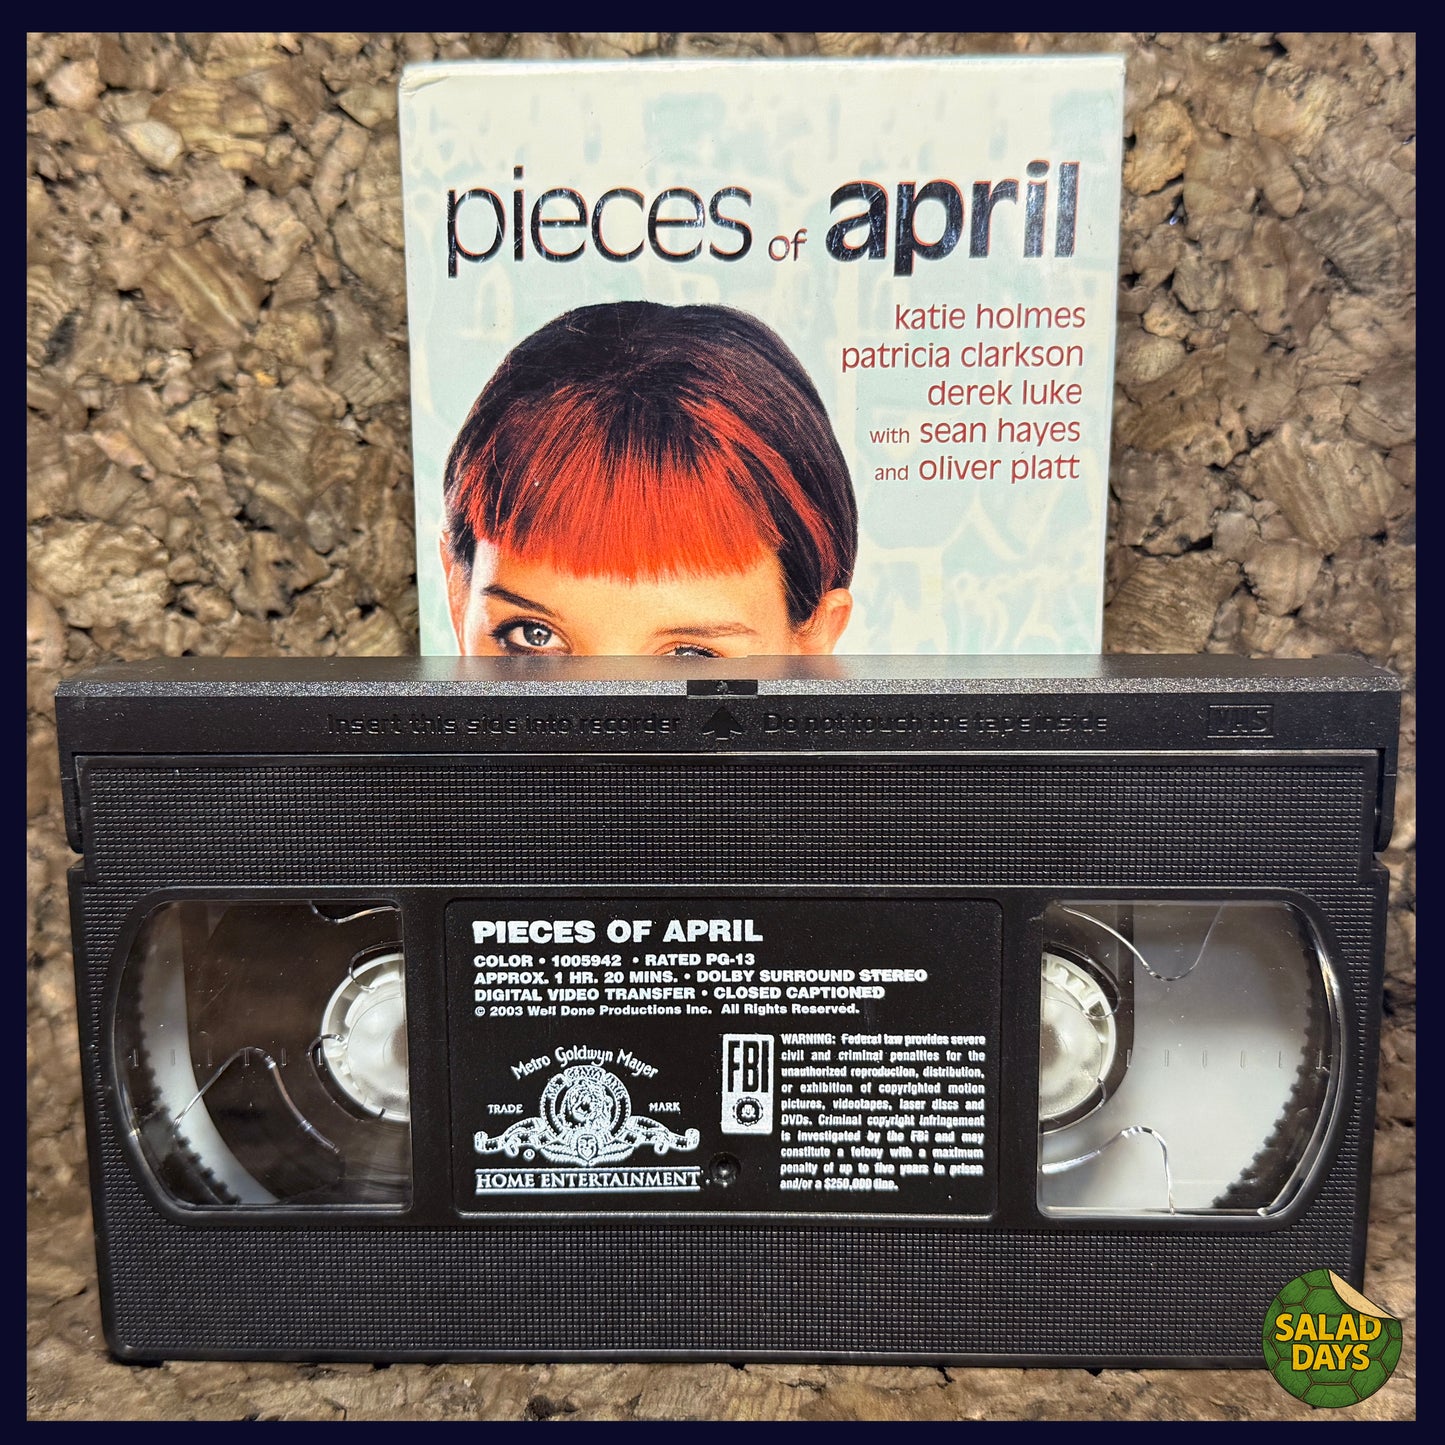 pieces of april
katie holmes
patricia clarkson
derek luke
with sean hayes
and oliver platt
Insert this side into recorder Do not touch the tape inside VHS
PIECES OF APRIL
COLOR • 1005942 • RATED PG-13
APPROX. 1 HR. 20 MINS. • DOLBY SURROUND STEREO
DIGITAL VIDEO TRANSFER • CLOSED CAPTIONED
© 2003 Well Done Productions Inc. All Rights Reserved.
Metro Goldwyn Mayer
TRADE MARK
HOME ENTERTAINMENT
FBI
WARNING: Federal law provides severe
civil and criminal penalties for the
unauthorized reproduction, distribution,
or exhibition of copyrighted motion
pictures, videotapes, laser discs and
DVDs. Criminal copyright infringement
is investigated by the FBI and may
constitute a felony with a maximum
penalty of up to five years in prison
and/or a $250,000 fine.
SALAD
DAYS